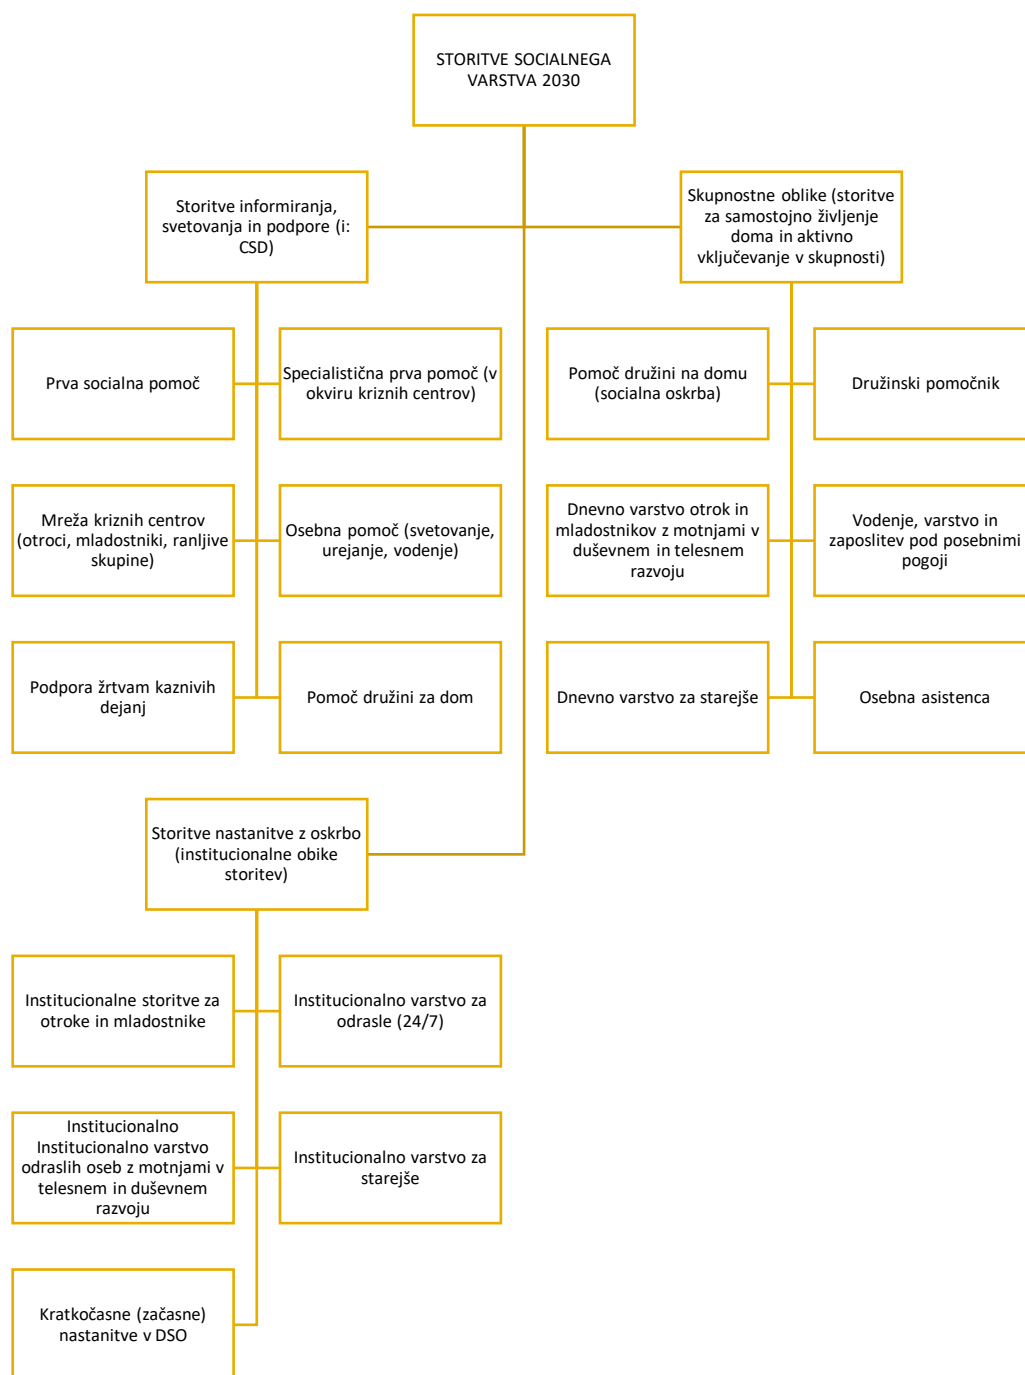 STORITVE SOCIALNEGA
VARSTVA 2030
Storitve informiranja,
svetovanja in podpore (i:
CSD)
Skupnostne oblike (storitve
za samostojno življenje
doma in aktivno
vključevanje v skupnosti)
Prva socialna pomoč
Specialistična prva pomoč (v
okviru kriznih centrov)
Pomoč družini na domu
(socialna oskrba)
Družinski pomočnik
Mreža kriznih centrov
(otroci, mladostniki, ranljive
skupine)
Osebna pomoč (svetovanje,
urejanje, vodenje)
Dnevno varstvo otrok in
mladostnikov z motnjami v
duševnem in telesnem
razvoju
Vodenje, varstvo in
zaposlitev pod posebnimi
pogoji
Podpora žrtvam kaznivih
dejanj
Pomoč družini za dom
Dnevno varstvo za starejše
Osebna asistenca
Storitve nastanitve z oskrbo
(institucionalne obike
storitev)
Institucionalne storitve za
otroke in mladostnike
Institucionalno varstvo za
odrasle (24/7)
Institucionalno
Institucionalno varstvo
odraslih oseb z motnjami v
telesnem in duševnem
razvoju
Institucionalno varstvo za
starejše
Kratkočasne (začasne)
nastanitve v DSO